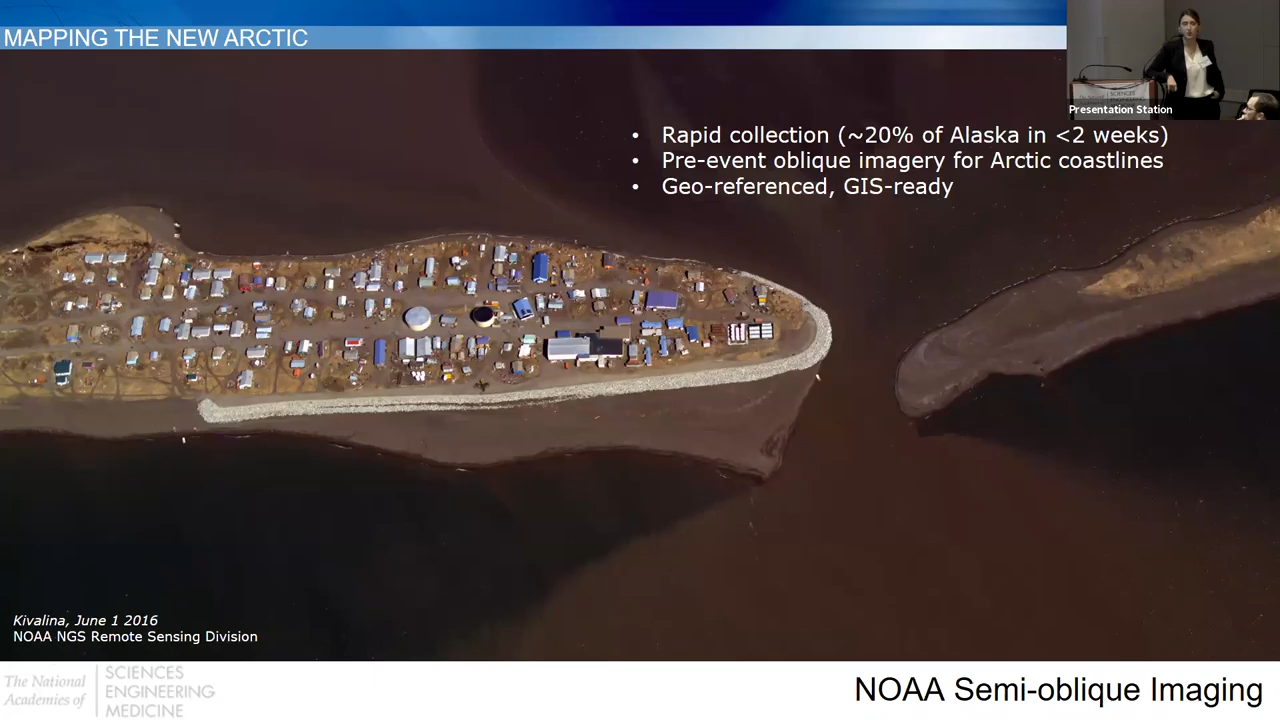 MAPPING THE NEW ARCTIC
SCIENCES
ENGINEERING
Presentation Station
• Rapid collection (~20% of Alaska in <2 weeks)
• Pre-event oblique imagery for Arctic coastlines
• Geo-referenced, GIS-ready
Kivalina, June 1 2016
NOAA NGS Remote Sensing Division
The National
Academies of
SCIENCES
ENGINEERING
MEDICINE
NOAA Semi-oblique Imaging